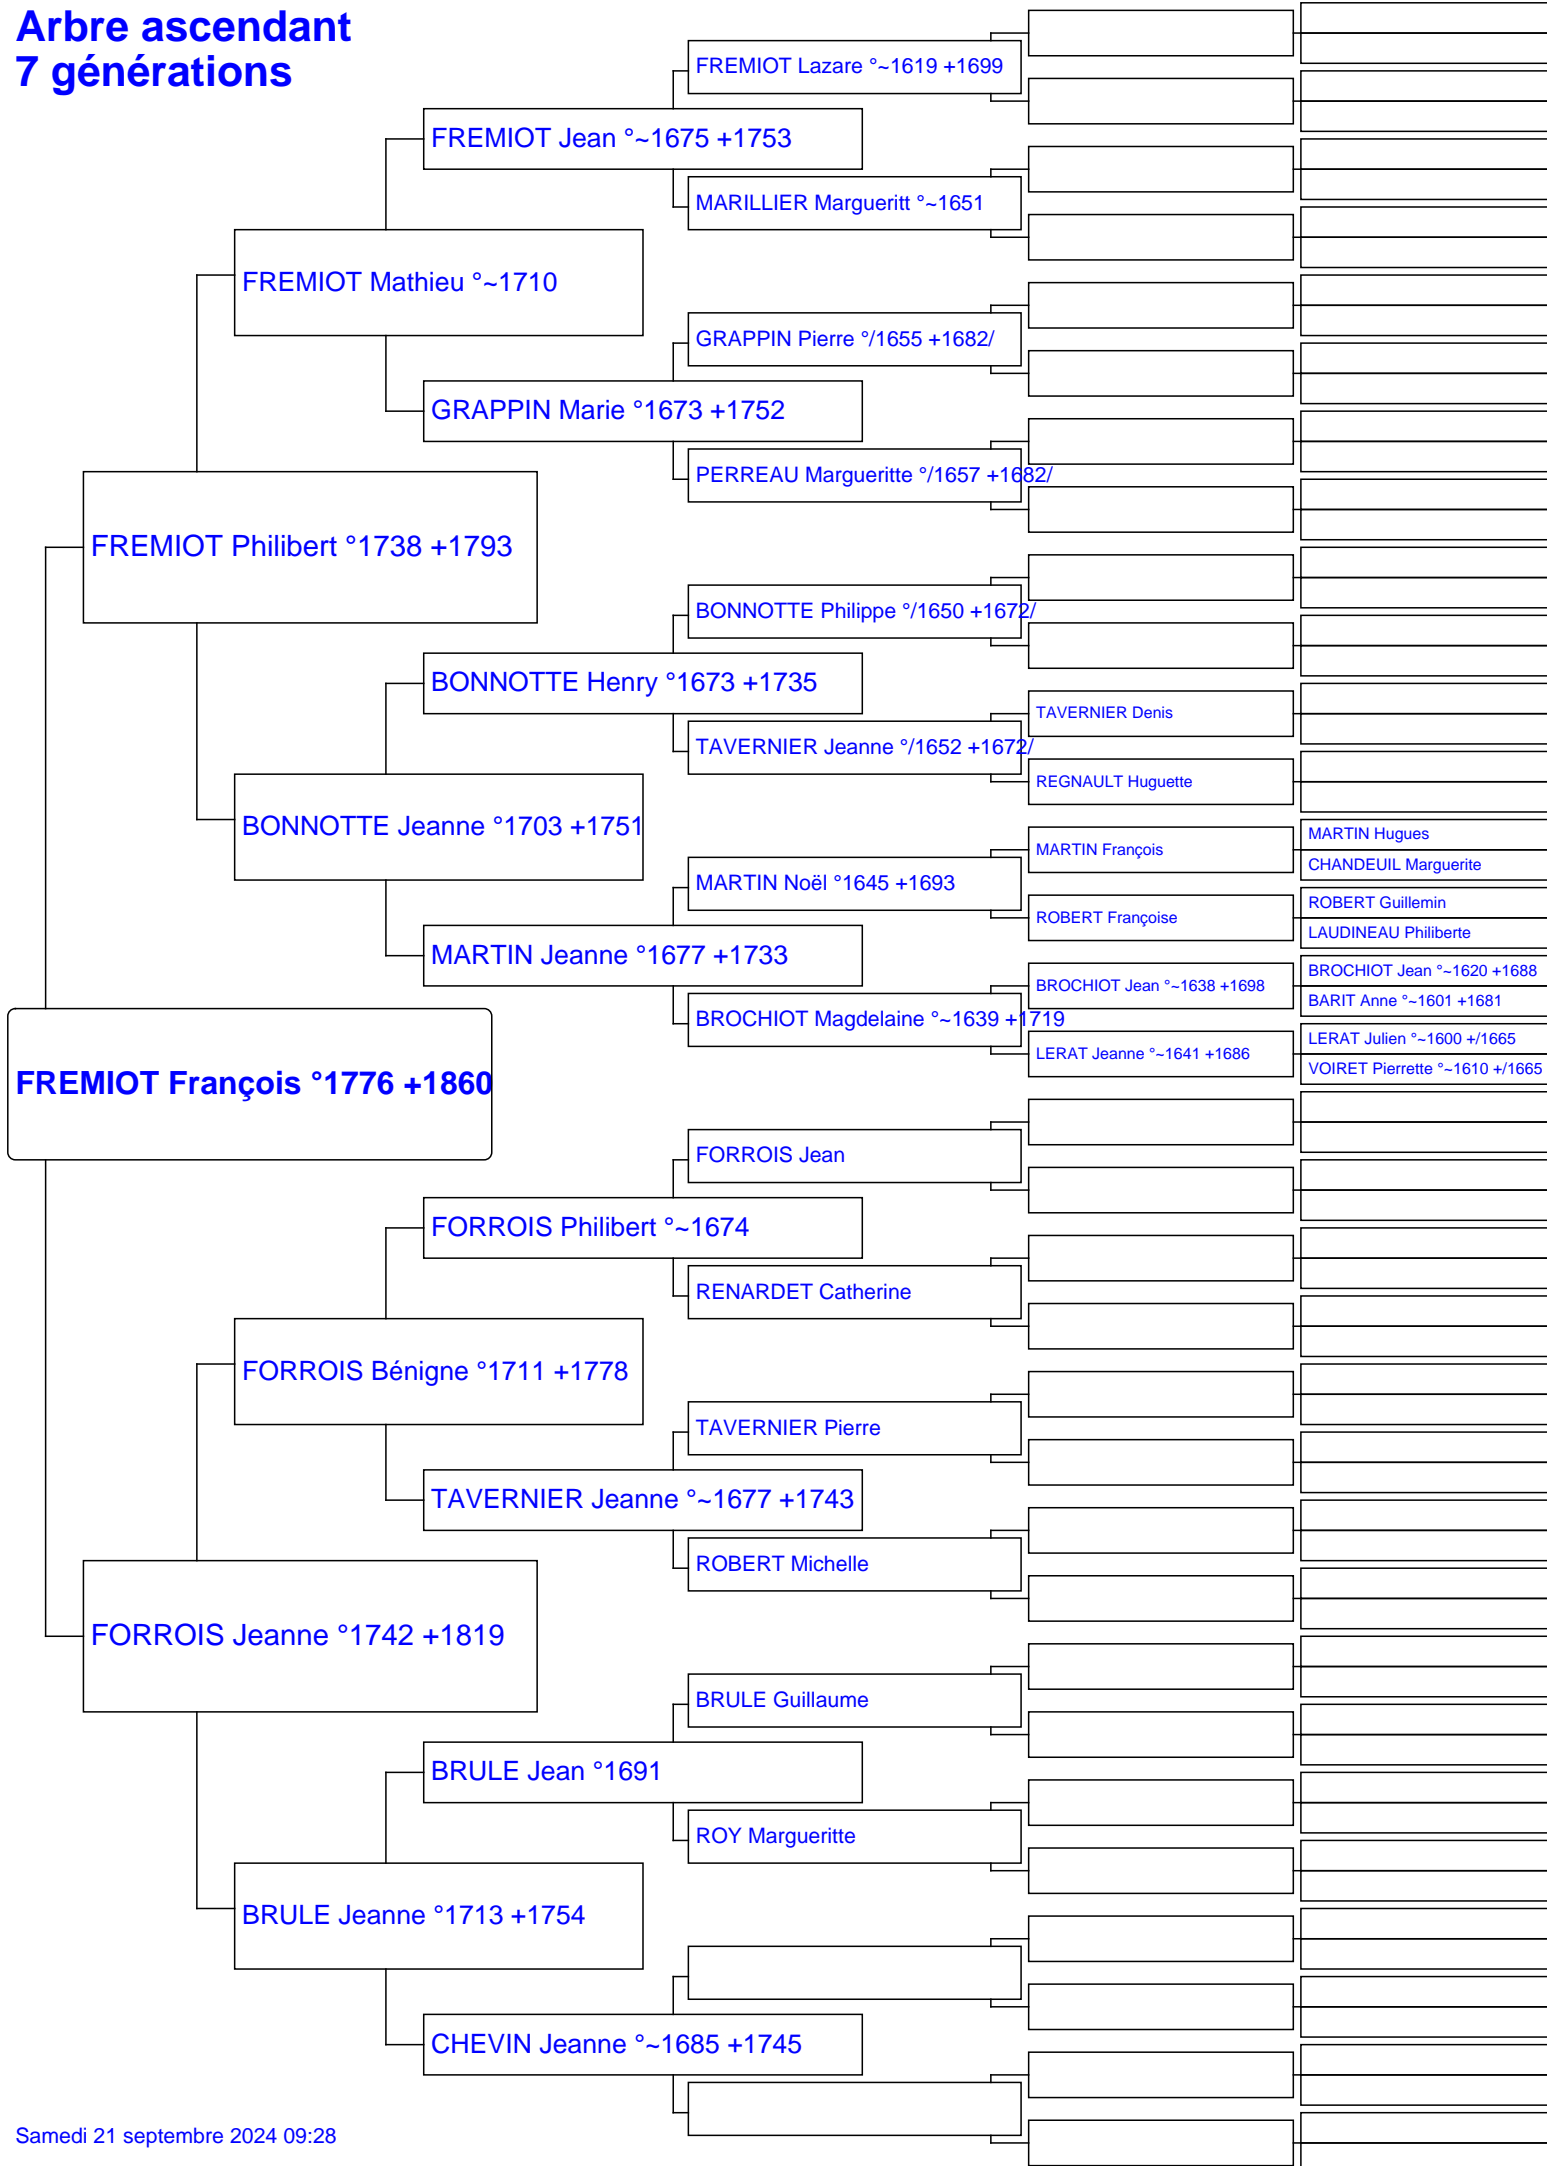 Arbre ascendant
7 générations
FREMIOT Lazare °~1619 +1699
FREMIOT Jean °~1675 +1753
MARILLIER Margueritt °~1651
FREMIOT Mathieu °~1710
GRAPPIN Pierre °/1655 +1682/
GRAPPIN Marie °1673 +1752
PERREAU Margueritte °/1657 +1682/
FREMIOT Philibert °1738 +1793
BONNOTTE Philippe °/1650 +1672/
BONNOTTE Henry °1673 +1735
TAVERNIER Denis
TAVERNIER Jeanne °/1652 +1672/
REGNAULT Huguette
BONNOTTE Jeanne °1703 +1751
MARTIN Hugues
MARTIN François
CHANDEUIL Marguerite
MARTIN Noël °1645 +1693
ROBERT Guillemin
ROBERT Françoise
LAUDINEAU Philiberte
MARTIN Jeanne °1677 +1733
BROCHIOT Jean °~1620 +1688
BROCHIOT Jean °~1638 +1698
BARIT Anne °~1601 +1681
BROCHIOT Magdelaine °~1639 +1719
LERAT Julien °~1600 +/1665
LERAT Jeanne °~1641 +1686
VOIRET Pierrette °~1610 +/1665
FREMIOT François °1776 +1860
FORROIS Jean
FORROIS Philibert °~1674
RENARDET Catherine
FORROIS Bénigne °1711 +1778
TAVERNIER Pierre
TAVERNIER Jeanne °~1677 +1743
ROBERT Michelle
FORROIS Jeanne °1742 +1819
BRULE Guillaume
BRULE Jean °1691
ROY Margueritte
BRULE Jeanne °1713 +1754
CHEVIN Jeanne °~1685 +1745
Samedi 21 septembre 2024 09:28